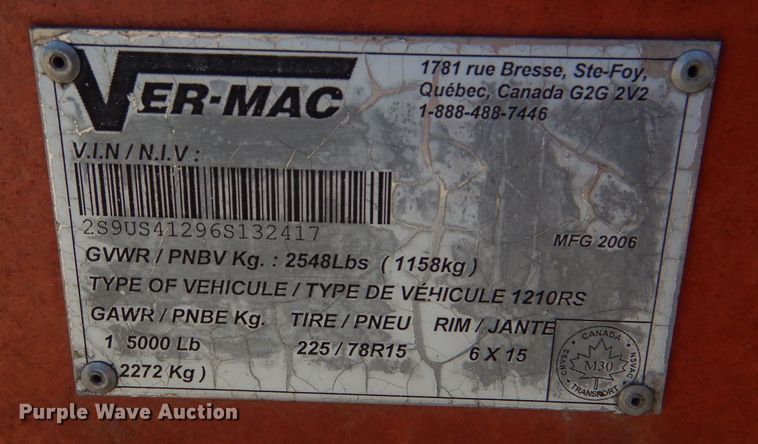 VER-MAC
1781 rue Bresse, Ste-Foy,
Québec, Canada G2G 2V2
1-888-488-7446
V.I.N / N.I.V :
2S9US41296S132417
MFG 2006
GVWR / PNBV Kg. : 2548Lbs ( 1158kg )
TYPE OF VEHICULE / TYPE DE VÉHICULE 1210RS
GAWR / PNBE Kg. TIRE / PNEU RIM / JANTE
1 5000 Lb 225 / 78R15 6 X 15
2272 Kg )
CANADA
CNVSS NSVAC
M30
TRANSPORT
Purple Wave Auction